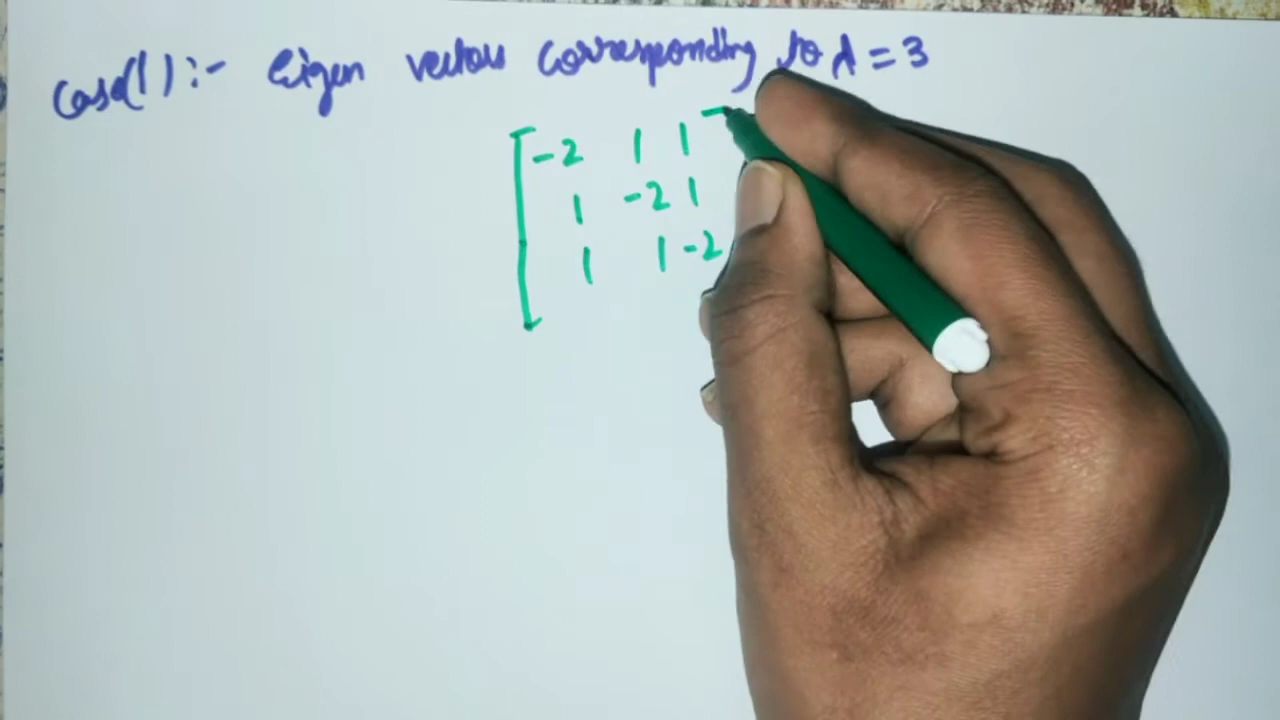 Case(1):- Eigen vectors corresponding to λ = 3
-2 1 1
1 -2 1
1 1 -2